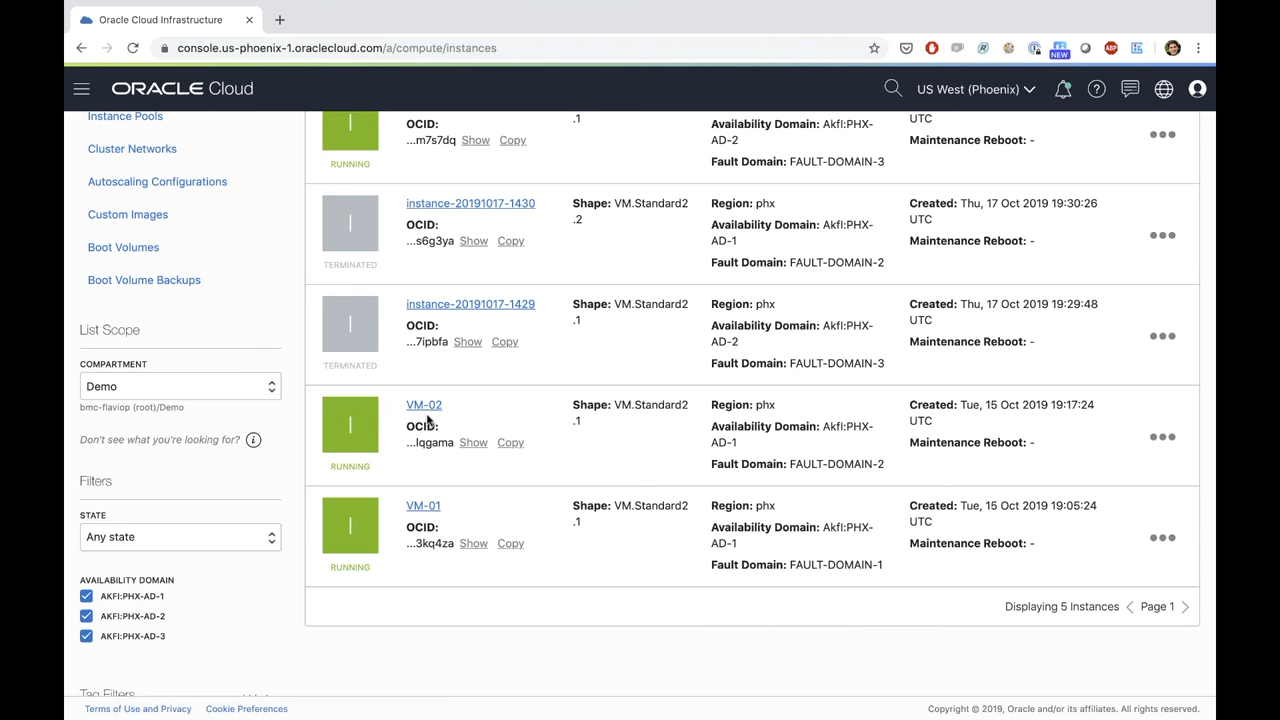 Oracle Cloud Infrastructure
console.us-phoenix-1.oraclecloud.com/a/compute/instances
NEW
ABP
ORACLE Cloud
US West (Phoenix)
Instance Pools
Cluster Networks
Autoscaling Configurations
Custom Images
Boot Volumes
Boot Volume Backups
List Scope
COMPARTMENT
Demo
bmc-flaviop (root)/Demo
Don't see what you're looking for?
Filters
STATE
Any state
AVAILABILITY DOMAIN
AKFI:PHX-AD-1
AKFI:PHX-AD-2
AKFI:PHX-AD-3
I
RUNNING
OCID:
...m7s7dq Show Copy
.1
Availability Domain: AkfI:PHX-
AD-2
Fault Domain: FAULT-DOMAIN-3
UTC
Maintenance Reboot: -
I
TERMINATED
instance-20191017-1430
OCID:
...s6g3ya Show Copy
Shape: VM.Standard2
.2
Region: phx
Availability Domain: AkfI:PHX-
AD-1
Fault Domain: FAULT-DOMAIN-2
Created: Thu, 17 Oct 2019 19:30:26
UTC
Maintenance Reboot: -
I
TERMINATED
instance-20191017-1429
OCID:
...7ipbfa Show Copy
Shape: VM.Standard2
.1
Region: phx
Availability Domain: AkfI:PHX-
AD-2
Fault Domain: FAULT-DOMAIN-3
Created: Thu, 17 Oct 2019 19:29:48
UTC
Maintenance Reboot: -
I
RUNNING
VM-02
OCID:
...lqgama Show Copy
Shape: VM.Standard2
.1
Region: phx
Availability Domain: AkfI:PHX-
AD-1
Fault Domain: FAULT-DOMAIN-2
Created: Tue, 15 Oct 2019 19:17:24
UTC
Maintenance Reboot: -
I
RUNNING
VM-01
OCID:
...3kq4za Show Copy
Shape: VM.Standard2
.1
Region: phx
Availability Domain: AkfI:PHX-
AD-1
Fault Domain: FAULT-DOMAIN-1
Created: Tue, 15 Oct 2019 19:05:24
UTC
Maintenance Reboot: -
Displaying 5 Instances
Page 1
Tag Filters
Terms of Use and Privacy Cookie Preferences
Copyright © 2019, Oracle and/or its affiliates. All rights reserved.